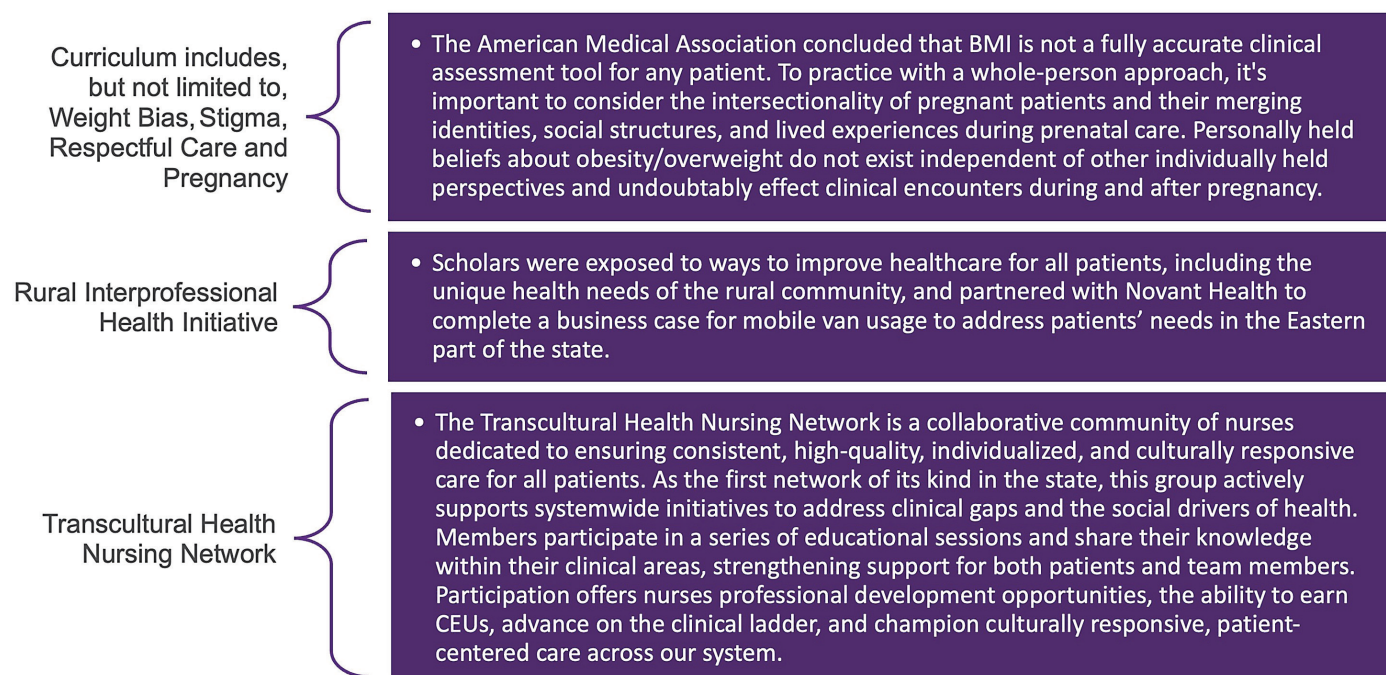 Curriculum includes,
but not limited to,
Weight Bias, Stigma,
Respectful Care and
Pregnancy
• The American Medical Association concluded that BMI is not a fully accurate clinical
assessment tool for any patient. To practice with a whole-person approach, it's
important to consider the intersectionality of pregnant patients and their merging
identities, social structures, and lived experiences during prenatal care. Personally held
beliefs about obesity/overweight do not exist independent of other individually held
perspectives and undoubtably effect clinical encounters during and after pregnancy.
Rural Interprofessional
Health Initiative
• Scholars were exposed to ways to improve healthcare for all patients, including the
unique health needs of the rural community, and partnered with Novant Health to
complete a business case for mobile van usage to address patients’ needs in the Eastern
part of the state.
Transcultural Health
Nursing Network
• The Transcultural Health Nursing Network is a collaborative community of nurses
dedicated to ensuring consistent, high-quality, individualized, and culturally responsive
care for all patients. As the first network of its kind in the state, this group actively
supports systemwide initiatives to address clinical gaps and the social drivers of health.
Members participate in a series of educational sessions and share their knowledge
within their clinical areas, strengthening support for both patients and team members.
Participation offers nurses professional development opportunities, the ability to earn
CEUs, advance on the clinical ladder, and champion culturally responsive, patient-
centered care across our system.